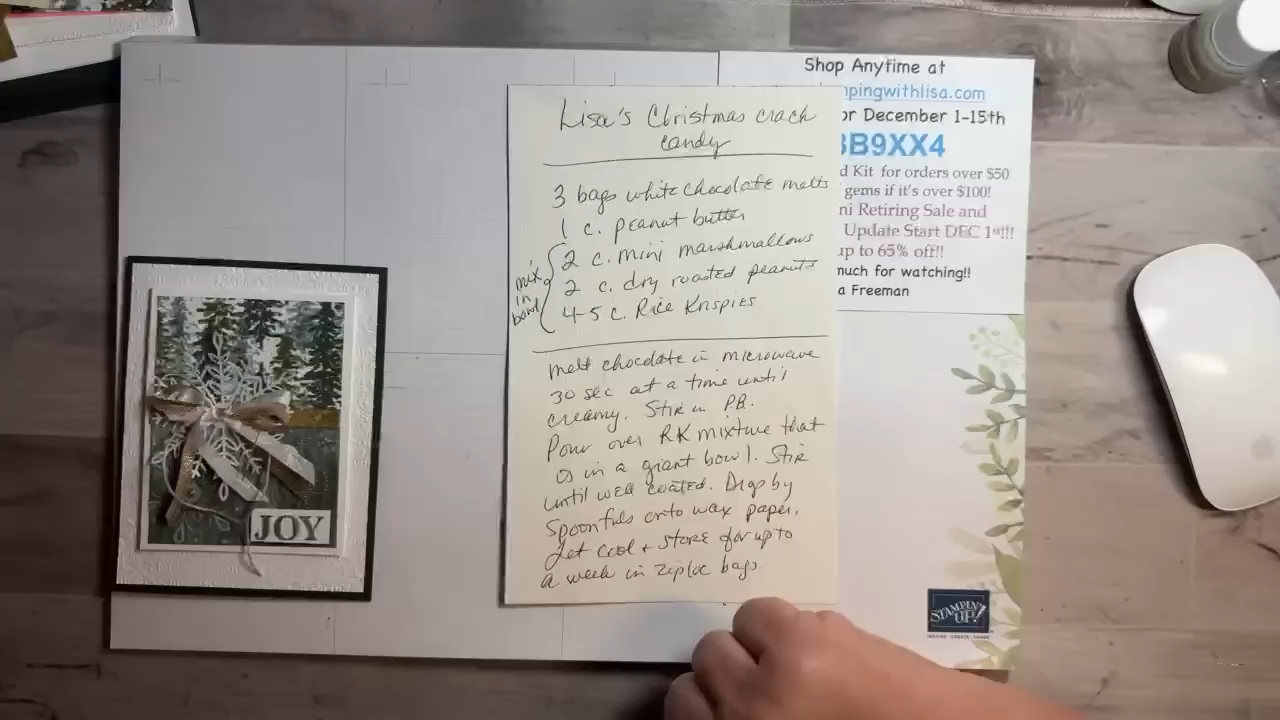 Shop Anytime at
mpingwithlisa.com
or December 1-15th
BB9XX4
d Kit for orders over $50
gems if it's over $100!
ni Retiring Sale and
Update Start DEC 1st!!!
up to 65% off!!
much for watching!!
a Freeman
Lisa's Christmas crack
candy
3 bags white chocolate melts
1 c. peanut butter
mix
in
bowl
2 c. mini marshmallows
2 c. dry roasted peanuts
4-5 c. Rice Krispies
melt chocolate in microwave
30 sec at a time until
creamy. Stir in PB.
Pour over RK mixture that
is in a giant bowl. Stir
until well coated. Drop by
spoonfuls onto wax paper.
Let cool + store for up to
a week in ziploc bags
JOY
STAMPIN' UP!
INSPIRE · CREATE · SHARE